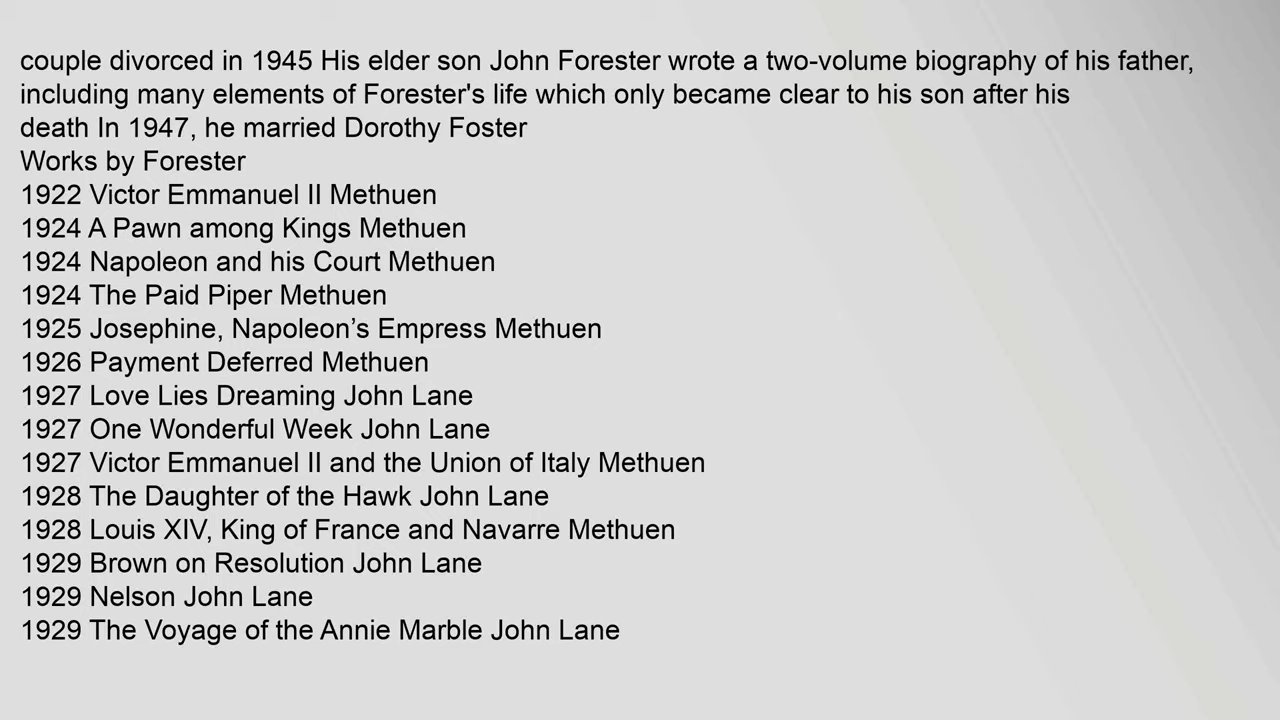 couple divorced in 1945 His elder son John Forester wrote a two-volume biography of his father,
including many elements of Forester's life which only became clear to his son after his
death In 1947, he married Dorothy Foster
Works by Forester
1922 Victor Emmanuel II Methuen
1924 A Pawn among Kings Methuen
1924 Napoleon and his Court Methuen
1924 The Paid Piper Methuen
1925 Josephine, Napoleon’s Empress Methuen
1926 Payment Deferred Methuen
1927 Love Lies Dreaming John Lane
1927 One Wonderful Week John Lane
1927 Victor Emmanuel II and the Union of Italy Methuen
1928 The Daughter of the Hawk John Lane
1928 Louis XIV, King of France and Navarre Methuen
1929 Brown on Resolution John Lane
1929 Nelson John Lane
1929 The Voyage of the Annie Marble John Lane